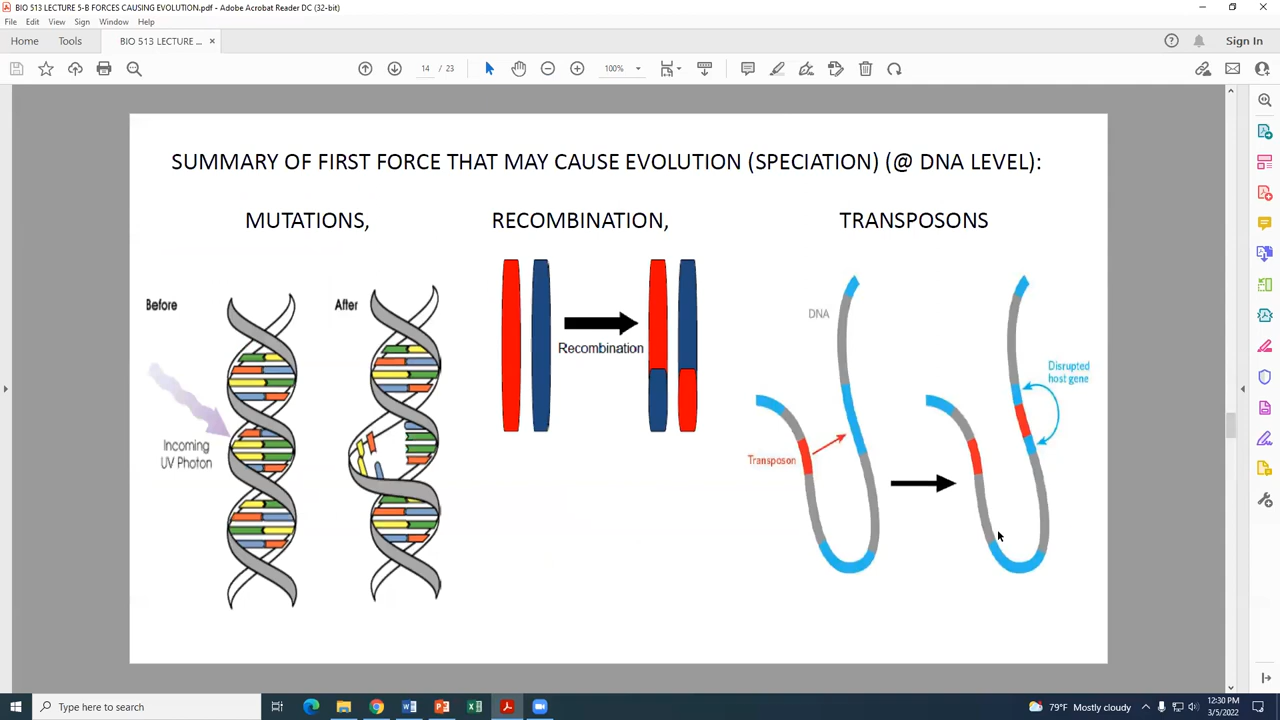 BIO 513 LECTURE 5-B FORCES CAUSING EVOLUTION.pdf - Adobe Acrobat Reader DC (32-bit)
File Edit View Sign Window Help
Home Tools BIO 513 LECTURE ... × Sign In
14 / 23 100%
SUMMARY OF FIRST FORCE THAT MAY CAUSE EVOLUTION (SPECIATION) (@ DNA LEVEL):
MUTATIONS, RECOMBINATION, TRANSPOSONS
Before After
Incoming
UV Photon
Recombination
DNA
Transposon
Disrupted
host gene
Type here to search
79°F Mostly cloudy
12:30 PM
3/5/2022